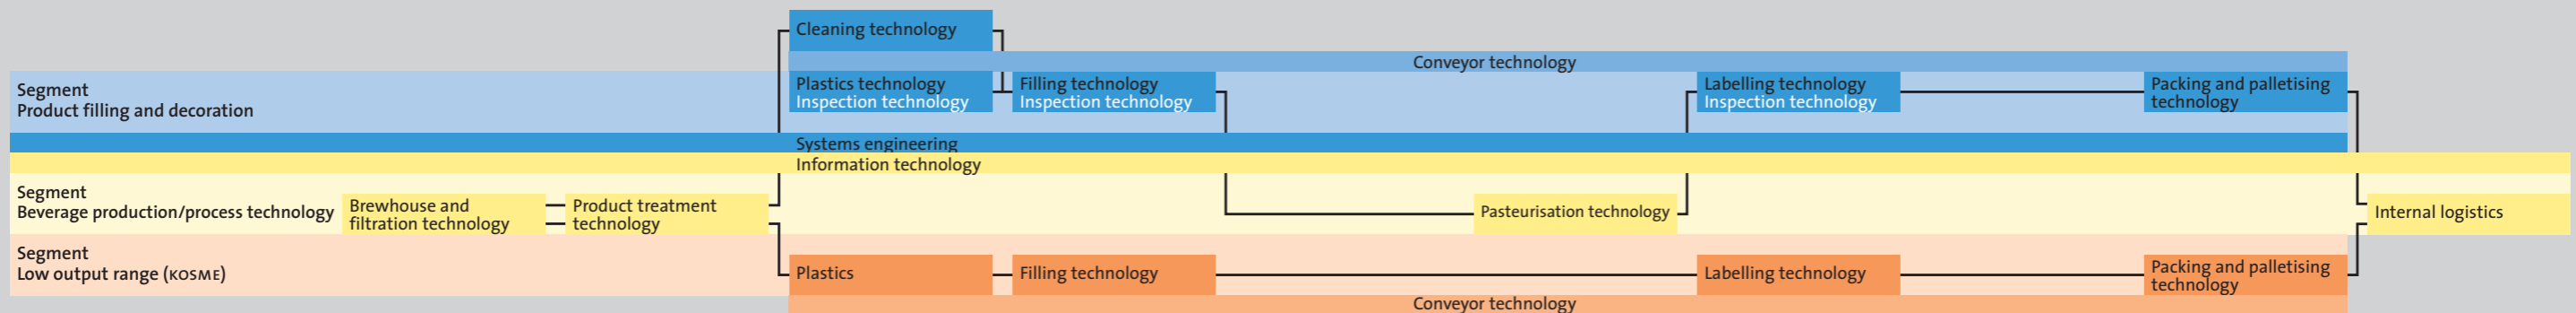 Cleaning technology
Conveyor technology
Segment
Product filling and decoration
Plastics technology
Inspection technology
Filling technology
Inspection technology
Labelling technology
Inspection technology
Packing and palletising
technology
Systems engineering
Information technology
Segment
Beverage production/process technology
Brewhouse and
filtration technology
Product treatment
technology
Pasteurisation technology
Internal logistics
Segment
Low output range (KOSME)
Plastics
Filling technology
Labelling technology
Packing and palletising
technology
Conveyor technology